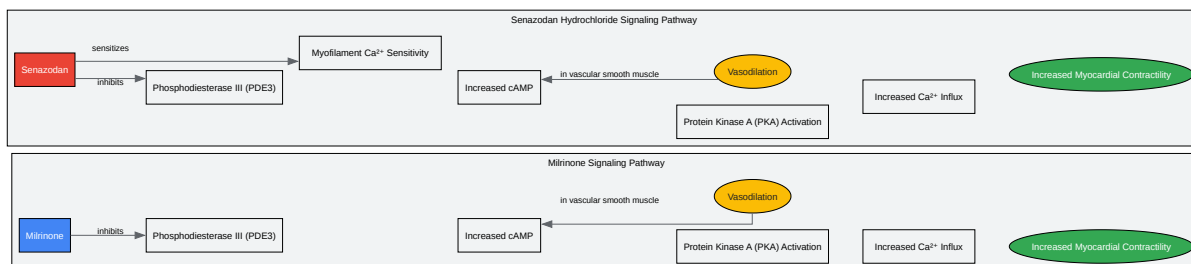 Senazodan Hydrochloride Signaling Pathway
sensitizes
Myofilament Ca²⁺ Sensitivity
Senazodan
inhibits
Phosphodiesterase III (PDE3)
Increased cAMP
in vascular smooth muscle
Vasodilation
Protein Kinase A (PKA) Activation
Increased Ca²⁺ Influx
Increased Myocardial Contractility
Milrinone Signaling Pathway
Milrinone
inhibits
Phosphodiesterase III (PDE3)
Increased cAMP
in vascular smooth muscle
Vasodilation
Protein Kinase A (PKA) Activation
Increased Ca²⁺ Influx
Increased Myocardial Contractility